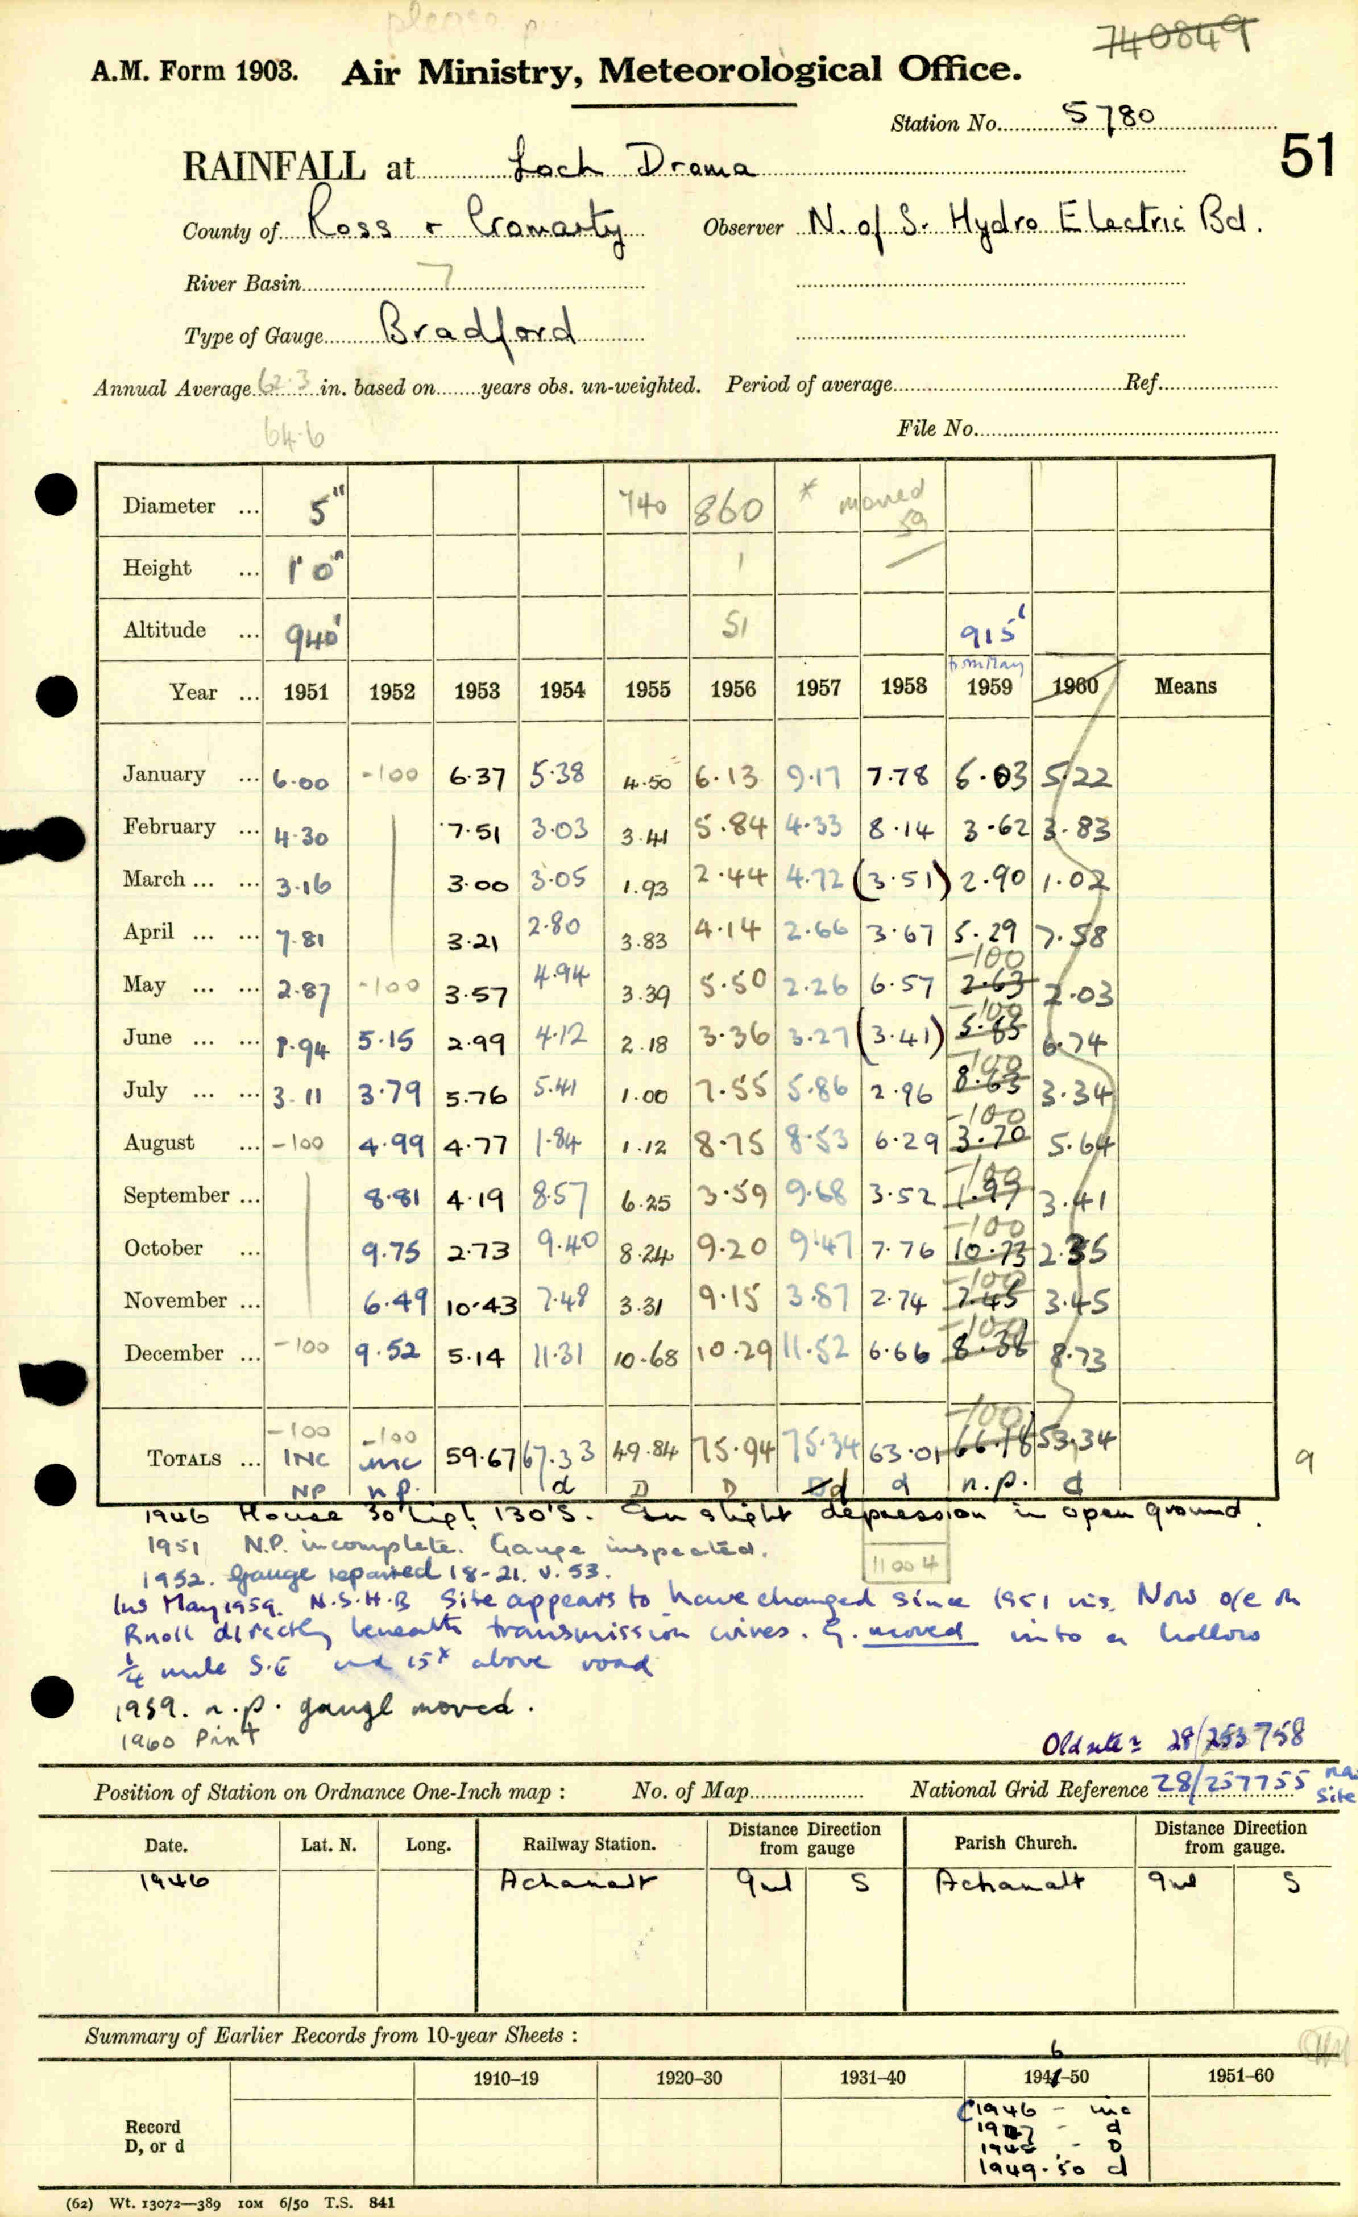 please p
740849
A.M. Form 1903. Air Ministry, Meteorological Office.
Station No. 5780
51
RAINFALL at Loch Droma
County of Ross & Cromarty Observer N. of S. Hydro Electric Bd.
River Basin 7
Type of Gauge Bradford
Annual Average 62.3 in. based on years obs. un-weighted. Period of average Ref.
64.6
File No.
Diameter ... 5" 740 860 * moved 59
Height ... 1'0" 1
Altitude ... 940' 51 915' from May
Year ... 1951 1952 1953 1954 1955 1956 1957 1958 1959 1960 Means
January ... 6.00 -100 6.37 5.38 4.50 6.13 9.17 7.78 6.03 5.22
February ... 4.30 7.51 3.03 3.41 5.84 4.33 8.14 3.62 3.83
March ... ... 3.16 3.00 3.05 1.93 2.44 4.72 (3.51) 2.90 1.02
April ... ... 7.81 3.21 2.80 3.83 4.14 2.66 3.67 5.29 7.58
May ... ... 2.87 -100 3.57 4.94 3.39 5.50 2.26 6.57 -100 2.63 2.03
June ... ... 8.94 5.15 2.99 4.12 2.18 3.36 3.27 (3.41) -100 5.85 6.74
July ... ... 3.11 3.79 5.76 5.41 1.00 7.55 5.86 2.96 -100 8.63 3.34
August ... -100 4.99 4.77 1.84 1.12 8.75 8.53 6.29 -100 3.70 5.64
September ... 8.81 4.19 8.57 6.25 3.59 9.68 3.52 -100 1.97 3.41
October ... 9.75 2.73 9.40 8.24 9.20 9.47 7.76 -100 10.73 2.35
November ... 6.49 10.43 7.48 3.31 9.15 3.87 2.74 -100 7.45 3.45
December ... -100 9.52 5.14 11.31 10.68 10.29 11.52 6.66 -100 8.38 8.73
TOTALS ... -100 INC -100 inc 59.67 67.33 49.84 75.94 75.34 63.01 -100 66.18 53.34
NP n.p. d D D d d n.p. d
9
1946 House 30' high 130'S. In slight depression in open ground.
1951 N.P. incomplete. Gauge inspected.
11004
1952. Gauge repaired 18-21.V.53.
Ins May 1959. N.S.H.B Site appears to have changed since 1951 vis. Now o/e on
knoll directly beneath transmission wires. G. moved into a hollow
1/4 mile S.E and 15x above road
1959. n.p. gauge moved.
1960 Print
Old site = 28/253758
Position of Station on Ordnance One-Inch map : No. of Map National Grid Reference 28/257755 Site
Date. Lat. N. Long. Railway Station. Distance from gauge Direction Parish Church. Distance from gauge. Direction
1946 Achanalt 9ml S Achanalt 9ml S
Summary of Earlier Records from 10-year Sheets :
1910–19 1920–30 1931–40 1941–50 1951–60
6
Record
D, or d
1946 - inc
1947 - d
1948 - D
1949-50 d
(62) Wt. 13072—389 10M 6/50 T.S. 841